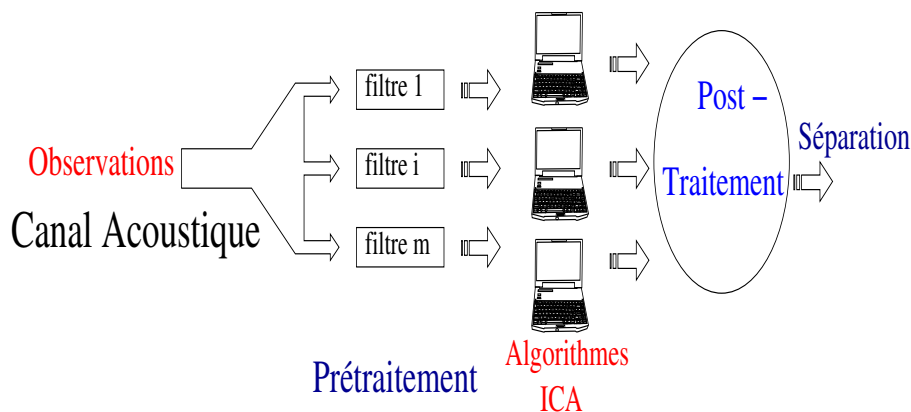 Observations
Canal Acoustique
filtre 1
filtre i
filtre m
Prétraitement
Algorithmes
ICA
Post –
Traitement
Séparation